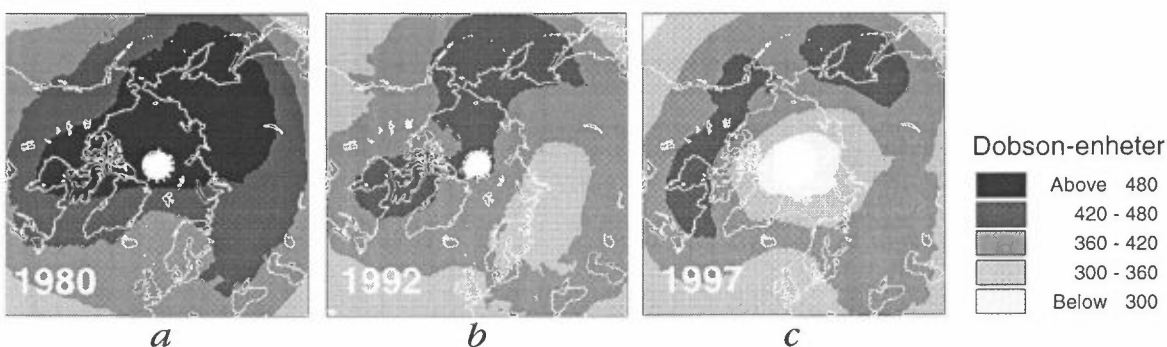 1980
1992
1997
a
b
c
Dobson-enheter
Above 480
420 - 480
360 - 420
300 - 360
Below 300